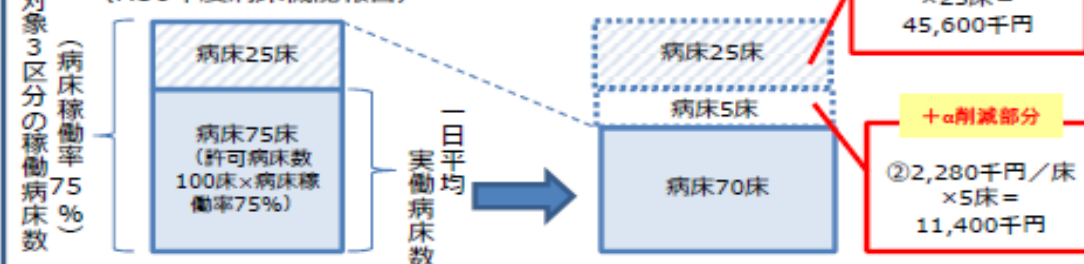 対象3区分の稼働病床数
（病床稼働率75％）
病床25床
病床75床
（許可病床数
100床×病床稼
働率75%）
一日平均
実働病床数
病床25床
病床5床
病床70床
45,600千円
＋α削減部分
②2,280千円／床
×5床＝
11,400千円